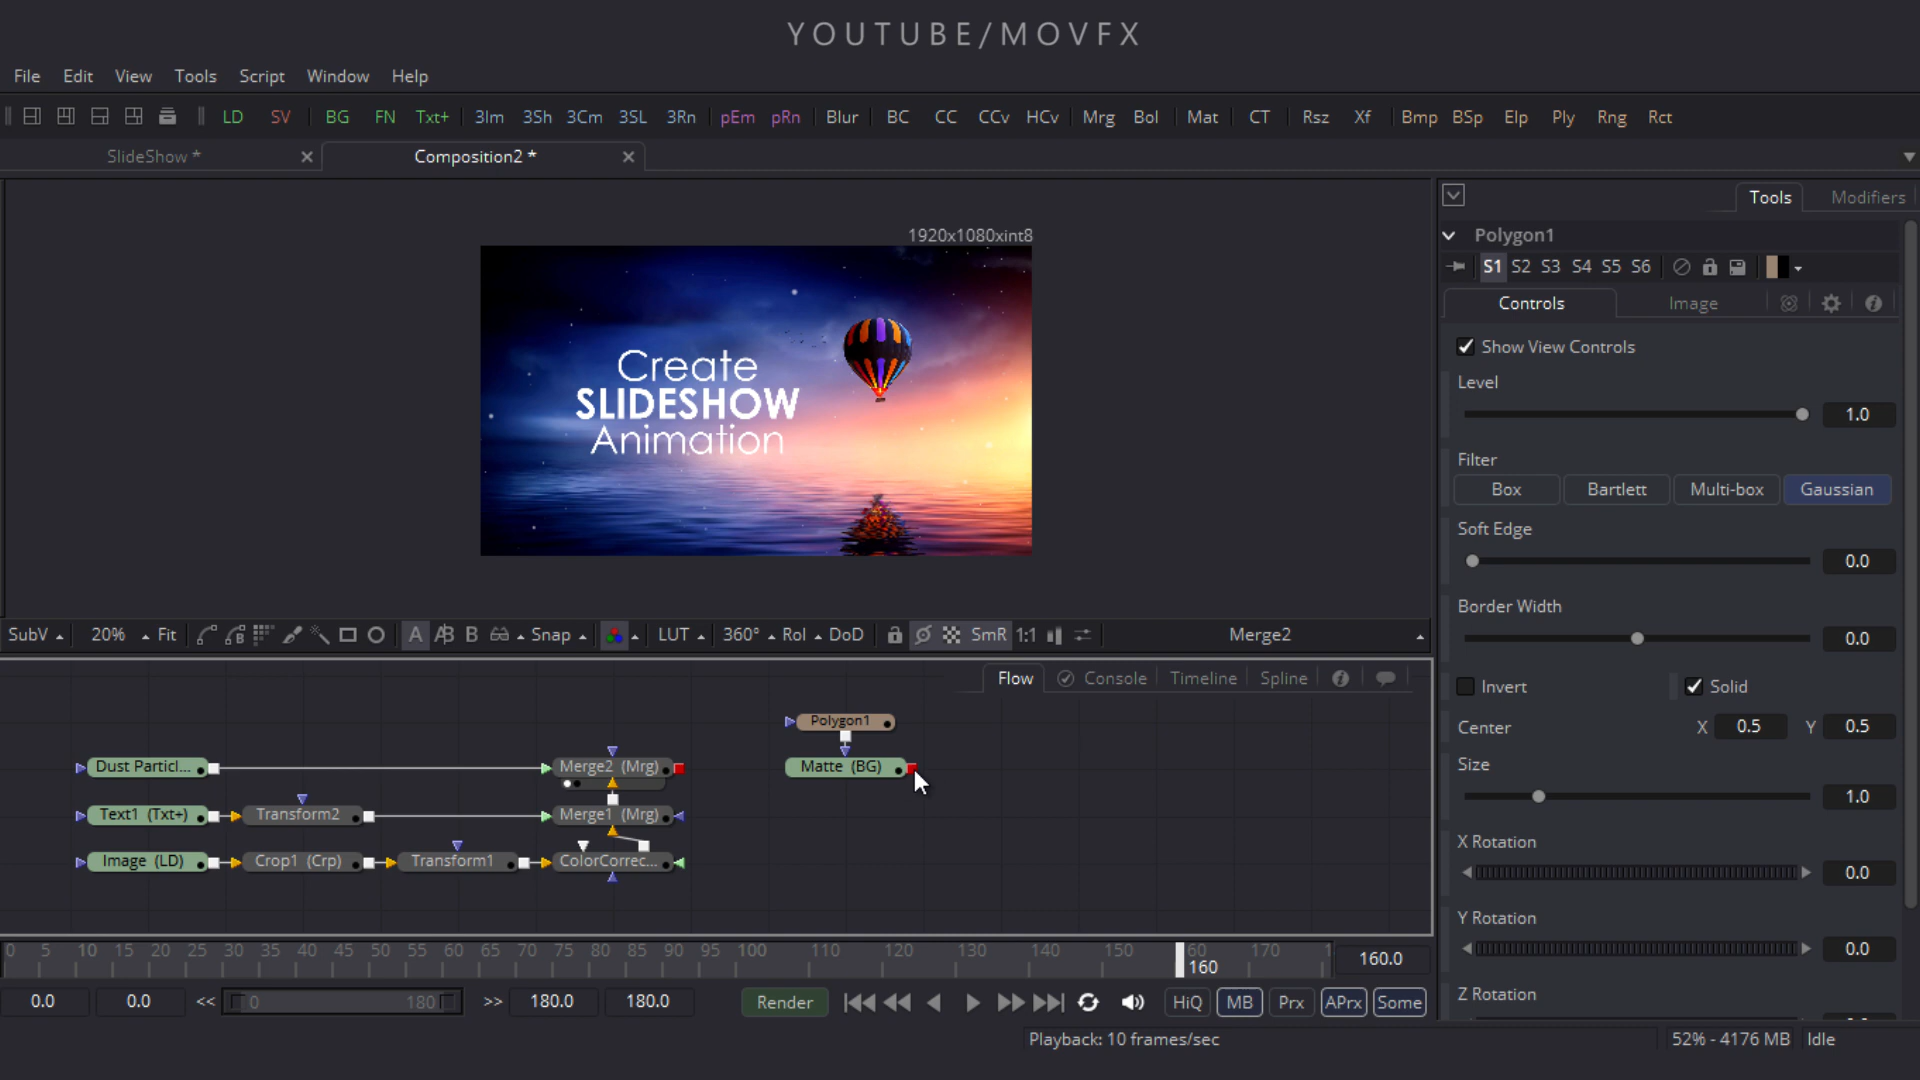 YOUTUBE/MOVFX
File Edit View Tools Script Window Help
LD SV BG FN Txt+ 3Im 3Sh 3Cm 3SL 3Rn pEm pRn Blur BC CC CCv HCv Mrg Bol Mat CT Rsz Xf Bmp BSp Elp Ply Rng Rct
SlideShow * Composition2 *
Tools Modifiers
1920x1080xint8
Polygon1
S1 S2 S3 S4 S5 S6
Controls Image
Show View Controls
Level
1.0
Create
SLIDESHOW
Animation
Filter
Box Bartlett Multi-box Gaussian
Soft Edge
0.0
Border Width
0.0
SubV 20% Fit A A/B B Snap LUT 360° Rol DoD SmR 1:1 Merge2
Flow Console Timeline Spline
Invert Solid
Center X 0.5 Y 0.5
Size
1.0
Polygon1
Dust Particl... Merge2 (Mrg) Matte (BG)
Text1 (Txt+) Transform2 Merge1 (Mrg)
Image (LD) Crop1 (Crp) Transform1 ColorCorrec...
X Rotation
0.0
Y Rotation
0.0
0 5 10 15 20 25 30 35 40 45 50 55 60 65 70 75 80 85 90 95 100 110 120 130 140 150 60 170 1
160 160.0
Z Rotation
0.0 0.0 << 0 180 >> 180.0 180.0 Render HiQ MB Prx APrx Some
Playback: 10 frames/sec 52% - 4176 MB Idle